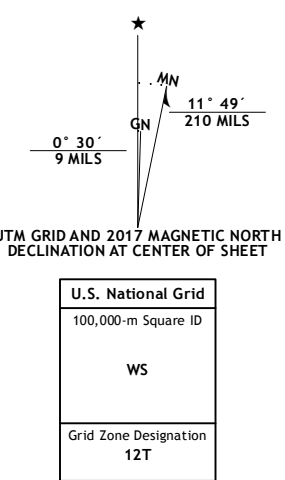 ★
MN
11° 49´
210 MILS
GN
0° 30´
9 MILS
UTM GRID AND 2017 MAGNETIC NORTH
DECLINATION AT CENTER OF SHEET
U.S. National Grid
100,000-m Square ID
WS
Grid Zone Designation
12T